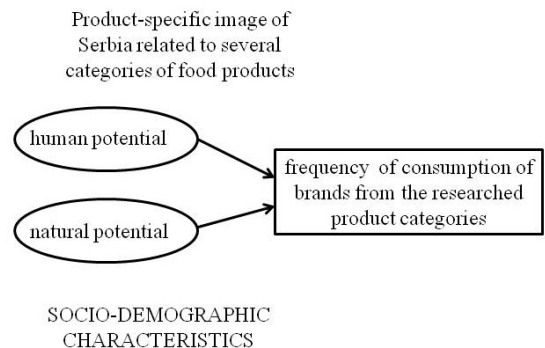 Product-specific image of
Serbia related to several
categories of food products
human potential
frequency of consumption of
brands from the researched
product categories
natural potential
SOCIO-DEMOGRAPHIC
CHARACTERISTICS